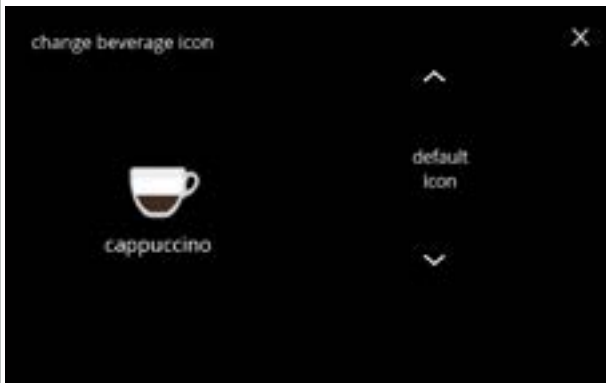 change beverage icon
default
icon
cappuccino